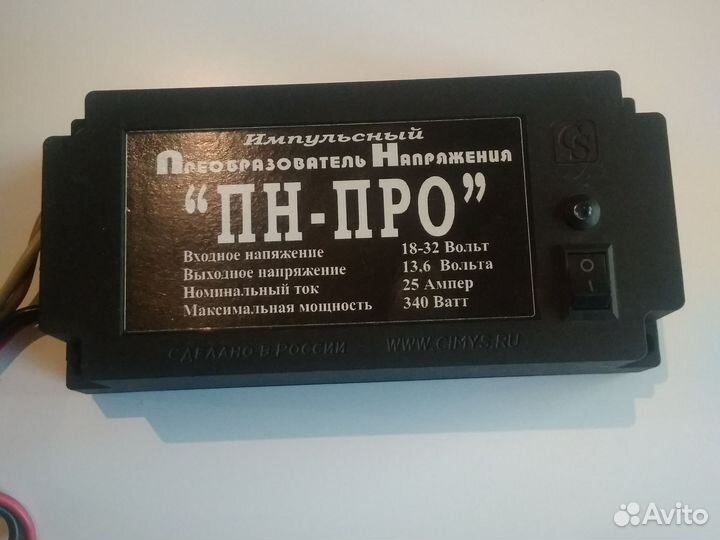 Импульсный
Преобразователь Напряжения
“ПН-ПРО”
Входное напяжение 18-32 Вольт
Выходное напряжение 13,6 Вольта
Номинальный ток 25 Ампер
Максимальная мощность 340 Ватт
СДЕЛАНО В РОССИИ WWW.CIMYS.RU
Avito